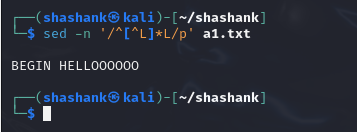 ┌──(shashank㉿kali)-[~/shashank]
└─$ sed -n '/^[^L]*L/p' a1.txt
BEGIN HELLOOOOOO
┌──(shashank㉿kali)-[~/shashank]
└─$